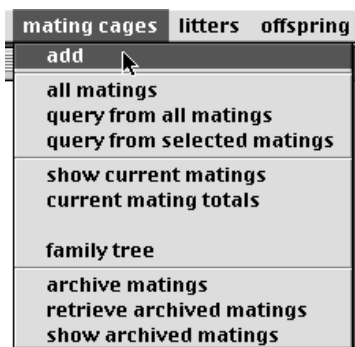 mating cages litters offspring
add
all matings
query from all matings
query from selected matings
show current matings
current mating totals
family tree
archive matings
retrieve archived matings
show archived matings